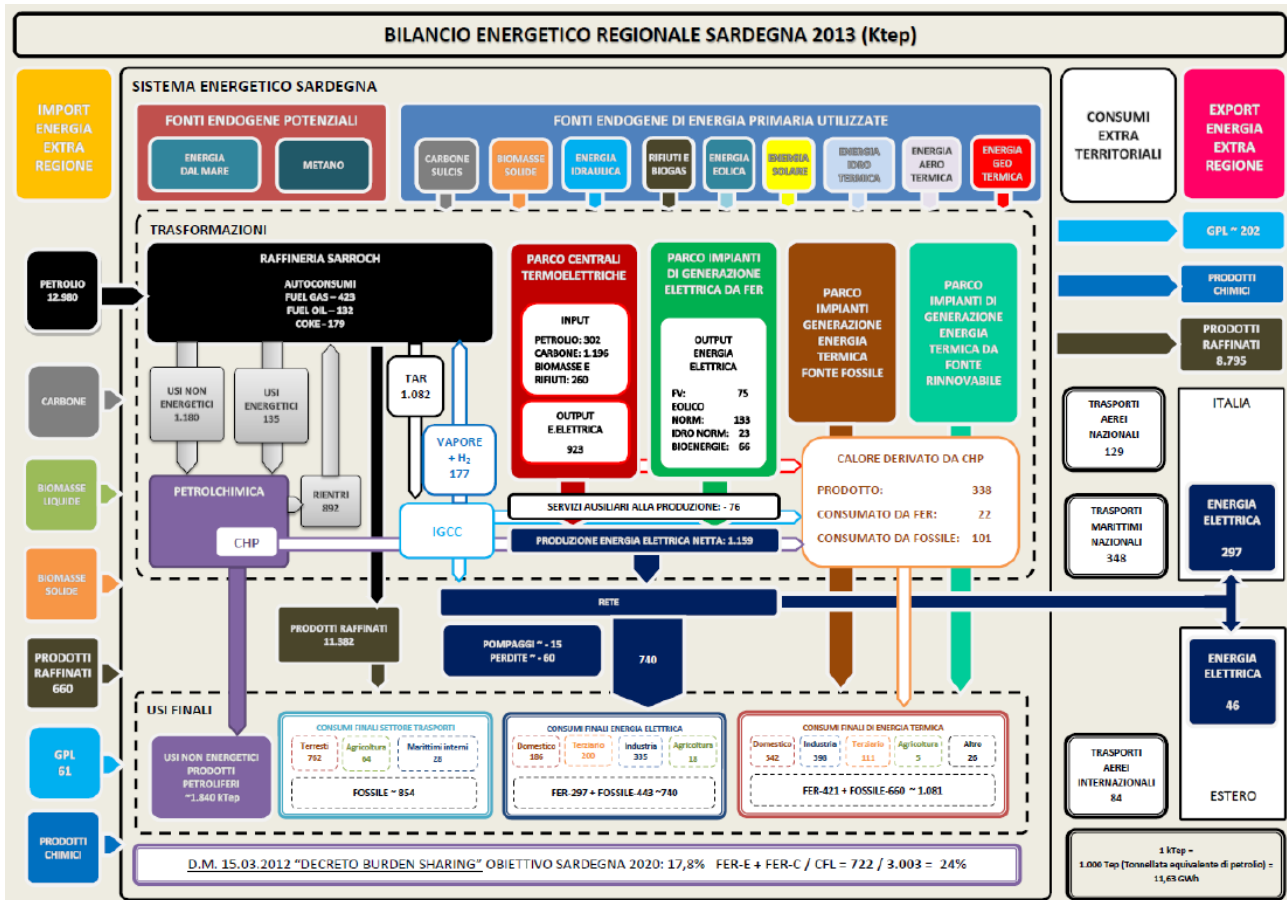 BILANCIO ENERGETICO REGIONALE SARDEGNA 2013 (Ktep)
IMPORT
ENERGIA
EXTRA
REGIONE
PETROLIO
12.980
CARBONE
BIOMASSE
LIQUIDE
BIOMASSE
SOLIDE
PRODOTTI
RAFFINATI
660
GPL
61
PRODOTTI
CHIMICI
SISTEMA ENERGETICO SARDEGNA
FONTI ENDOGENE POTENZIALI
ENERGIA
DAL MARE
METANO
FONTI ENDOGENE DI ENERGIA PRIMARIA UTILIZZATE
CARBONE
SULCIS
BIOMASSE
SOLIDE
ENERGIA
IDRAULICA
RIFIUTI E
BIOGAS
ENERGIA
EOLICA
ENERGIA
SOLARE
ENERGIA
IDRO
TERMICA
ENERGIA
AERO
TERMICA
ENERGIA
GEO
TERMICA
TRASFORMAZIONI
RAFFINERIA SARROCH
AUTOCONSUMI
FUEL GAS – 423
FUEL OIL – 132
COKE - 179
USI NON
ENERGETICI
1.180
USI
ENERGETICI
135
RIENTRI
892
TAR
1.082
VAPORE
+ H2
177
PETROLCHIMICA
CHP
IGCC
PARCO CENTRALI
TERMOELETTRICHE
INPUT
PETROLIO: 302
CARBONE: 1.196
BIOMASSE E
RIFIUTI: 260
OUTPUT
E.ELETTRICA
923
PARCO IMPIANTI
DI GENERAZIONE
ELETTRICA DA FER
OUTPUT
ENERGIA
ELETTRICA
FV: 75
EOLICO
NORM: 133
IDRO NORM: 23
BIOENERGIE: 66
PARCO
IMPIANTI
GENERAZIONE
ENERGIA
TERMICA
FONTE FOSSILE
PARCO
IMPIANTI DI
GENERAZIONE
ENERGIA
TERMICA DA
FONTE
RINNOVABILE
CALORE DERIVATO DA CHP
PRODOTTO: 338
CONSUMATO DA FER: 22
CONSUMATO DA FOSSILE: 101
SERVIZI AUSILIARI ALLA PRODUZIONE: - 76
PRODUZIONE ENERGIA ELETTRICA NETTA: 1.159
RETE
PRODOTTI RAFFINATI
11.382
POMPAGGI ~ - 15
PERDITE ~ - 60
740
USI FINALI
USI NON ENERGETICI
PRODOTTI
PETROLIFERI
~1.840 kTep
CONSUMI FINALI SETTORE TRASPORTI
Terresti
762
Agricoltura
64
Marittimi interni
28
FOSSILE ~ 854
CONSUMI FINALI ENERGIA ELETTRICA
Domestico
186
Terziario
200
Industria
335
Agricoltura
18
FER-297 + FOSSILE-443 ~740
CONSUMI FINALI DI ENERGIA TERMICA
Domestico
542
Industria
398
Terziario
111
Agricoltura
5
Altro
26
FER-421 + FOSSILE-660 ~ 1.081
D.M. 15.03.2012 “DECRETO BURDEN SHARING” OBIETTIVO SARDEGNA 2020: 17,8% FER-E + FER-C / CFL = 722 / 3.003 = 24%
CONSUMI
EXTRA
TERRITORIALI
EXPORT
ENERGIA
EXTRA
REGIONE
GPL ~ 202
PRODOTTI
CHIMICI
PRODOTTI
RAFFINATI
8.795
TRASPORTI
AEREI
NAZIONALI
129
TRASPORTI
MARITTIMI
NAZIONALI
348
ITALIA
ENERGIA
ELETTRICA
297
ENERGIA
ELETTRICA
46
ESTERO
TRASPORTI
AEREI
INTERNAZIONALI
84
1 kTep =
1.000 Tep (Tonnellata equivalente di petrolio) =
11,63 GWh